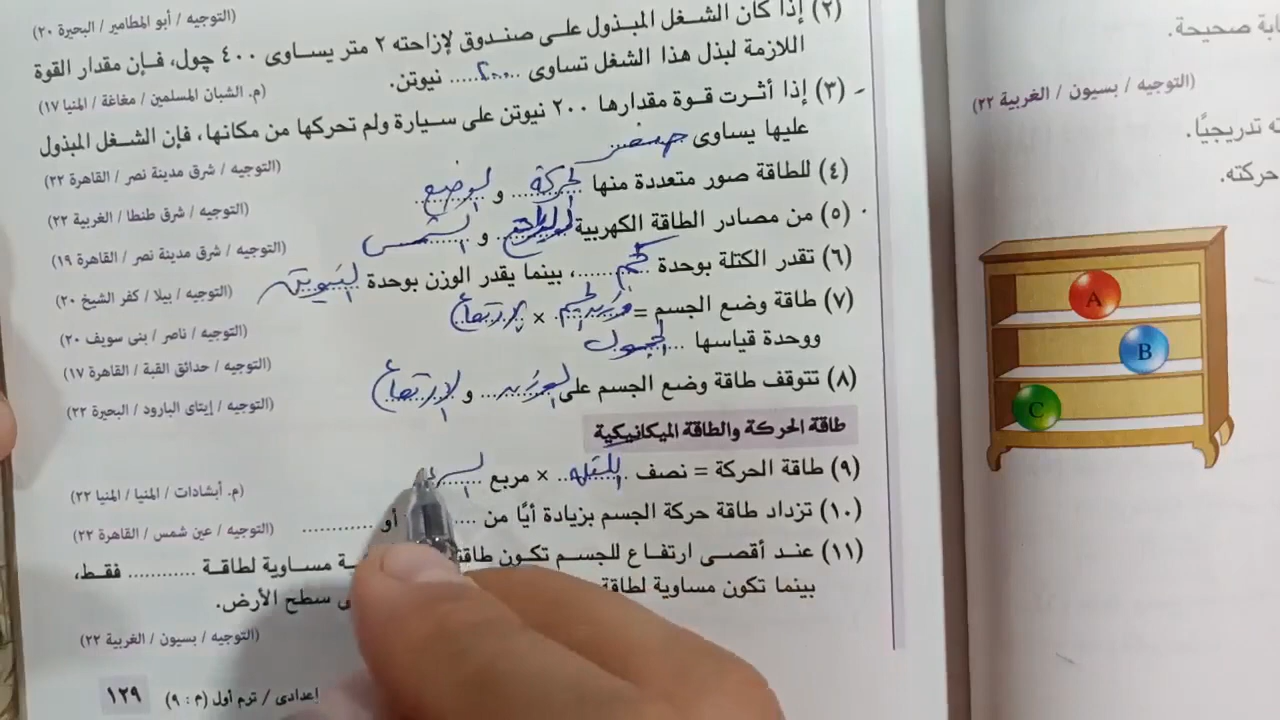 (التوجيه / أبو المطامير / البحيرة ٢٠)
(٢) إذا كان الشغل المبذول على صندوق لإزاحته ٢ متر يساوى ٤٠٠ چول، فإن مقدار القوة
اللازمة لبذل هذا الشغل تساوى ٢٠٠ نيوتن.
(م. الشبان المسلمين / مغاغة / المنيا ١٧)
(٣) إذا أثرت قوة مقدارها ٢٠٠ نيوتن على سيارة ولم تحركها من مكانها، فإن الشغل المبذول
عليها يساوى صفر
(التوجيه / شرق مدينة نصر / القاهرة ٢٢)
(٤) للطاقة صور متعددة منها الحركة و الوضع
(التوجيه / شرق طنطا / الغربية ٢٢)
(٥) من مصادر الطاقة الكهربية الرياح و الشمس
(التوجيه / شرق مدينة نصر / القاهرة ١٩)
(٦) تقدر الكتلة بوحدة كجم، بينما يقدر الوزن بوحدة النيوتن
(التوجيه / بيلا / كفر الشيخ ٢٠)
(٧) طاقة وضع الجسم = وزن الجسم × الارتفاع
(التوجيه / ناصر / بنى سويف ٢٠)
ووحدة قياسها الجول
(التوجيه / حدائق القبة / القاهرة ١٧)
(٨) تتوقف طاقة وضع الجسم على الوزن و الارتفاع
(التوجيه / إيتاى البارود / البحيرة ٢٢)
طاقة الحركة والطاقة الميكانيكية
(٩) طاقة الحركة = نصف الكتلة × مربع
(م. أبشادات / المنيا / المنيا ٢٢)
(١٠) تزداد طاقة حركة الجسم بزيادة أيًا من ........ أو ............
(التوجيه / عين شمس / القاهرة ٢٢)
(١١) عند أقصى ارتفاع للجسم تكون مساوية لطاقة ............ فقط،
بينما تكون مساوية لطاقة سطح الأرض.
(التوجيه / بسيون / الغربية ٢٢)
إعدادى / ترم أول (م : ٩) ١٢٩
صحيحة.
(التوجيه / بسيون / الغربية ٢٢)
تدريجيًا.
حركته.
A
B
C